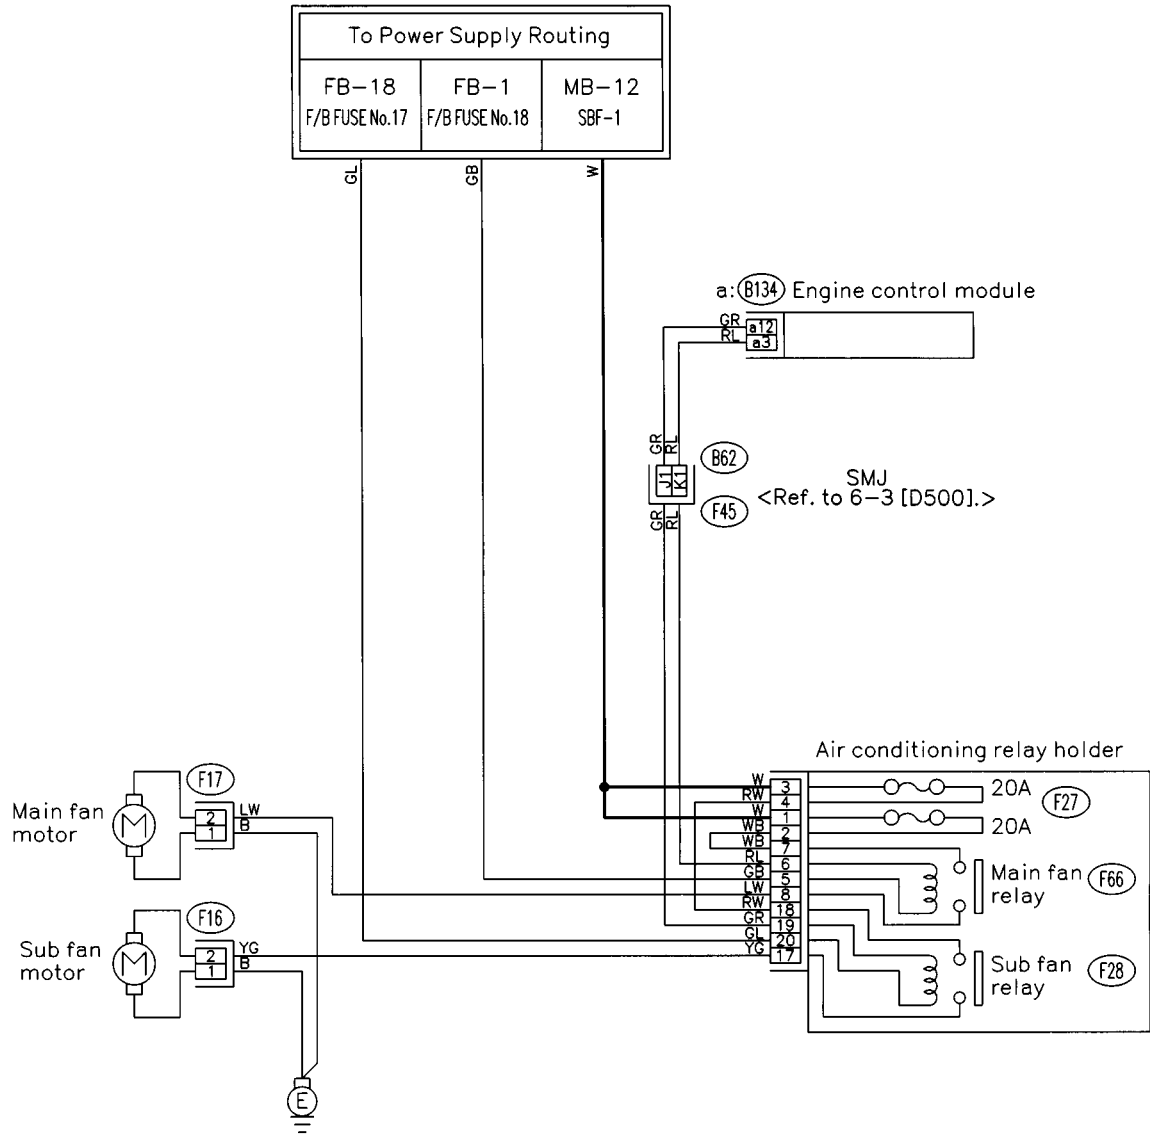 To Power Supply Routing
FB-18
F/B FUSE No.17
FB-1
F/B FUSE No.18
MB-12
SBF-1
GL
GB
W
a: B134 Engine control module
GR
RL
a12
a3
GR
RL
J1
K1
B62
F45
SMJ
<Ref. to 6-3 [D500].>
GR
RL
Air conditioning relay holder
W 3
RW 4
W 1
WB 2
WB 7
RL 6
GB 5
LW 8
RW 18
GR 19
GL 20
YG 17
20A
F27
20A
Main fan
relay
F66
Sub fan
relay
F28
F17
Main fan
motor
M
2 LW
1 B
F16
Sub fan
motor
M
2 YG
1 B
E